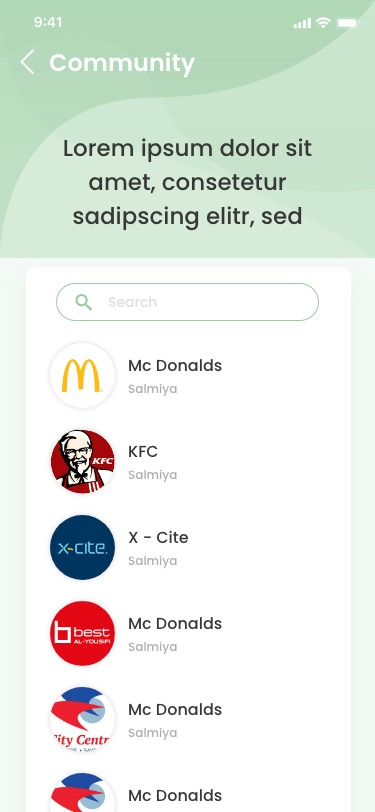 9:41
Community
Lorem ipsum dolor sit
amet, consetetur
sadipscing elitr, sed
Search
Mc Donalds
Salmiya
KFC
KFC
Salmiya
x-cite.
X - Cite
Salmiya
best
AL-YOUSIFI
Mc Donalds
Salmiya
City Centr
Mc Donalds
Salmiya
Mc Donalds